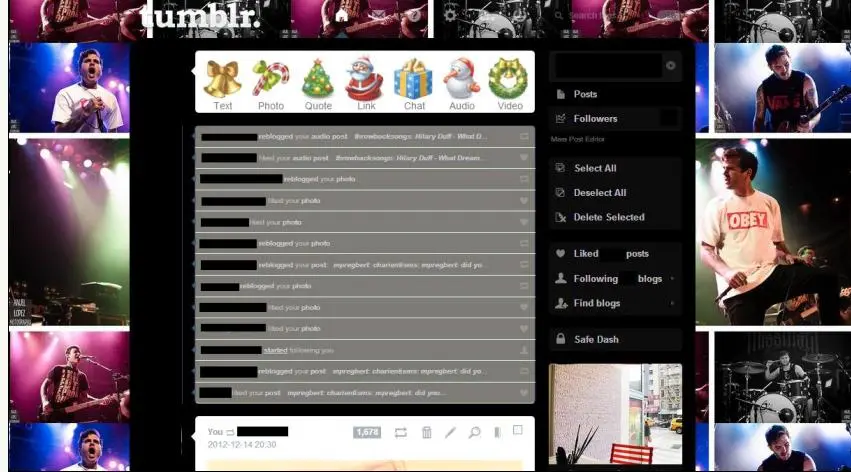 tumblr.
Text Photo Quote Link Chat Audio Video
reblogged your audio post #throwbacksongs: Hilary Duff - What D...
liked your audio post #throwbacksongs: Hilary Duff - What Dream...
reblogged your photo
liked your photo
liked your photo
reblogged your photo
reblogged your post: mpregbert: charienlisms: mpregbert: did yo...
reblogged your photo
liked your photo
liked your photo
started following you
reblogged your post: mpregbert: charienlisms: mpregbert: did yo...
liked your post: mpregbert: charienlisms: mpregbert: did you...
You
2012-12-14 20:30
1,678
Posts
Followers
Mass Post Editor
Select All
Deselect All
Delete Selected
Liked posts
Following blogs
Find blogs
Safe Dash
OBEY